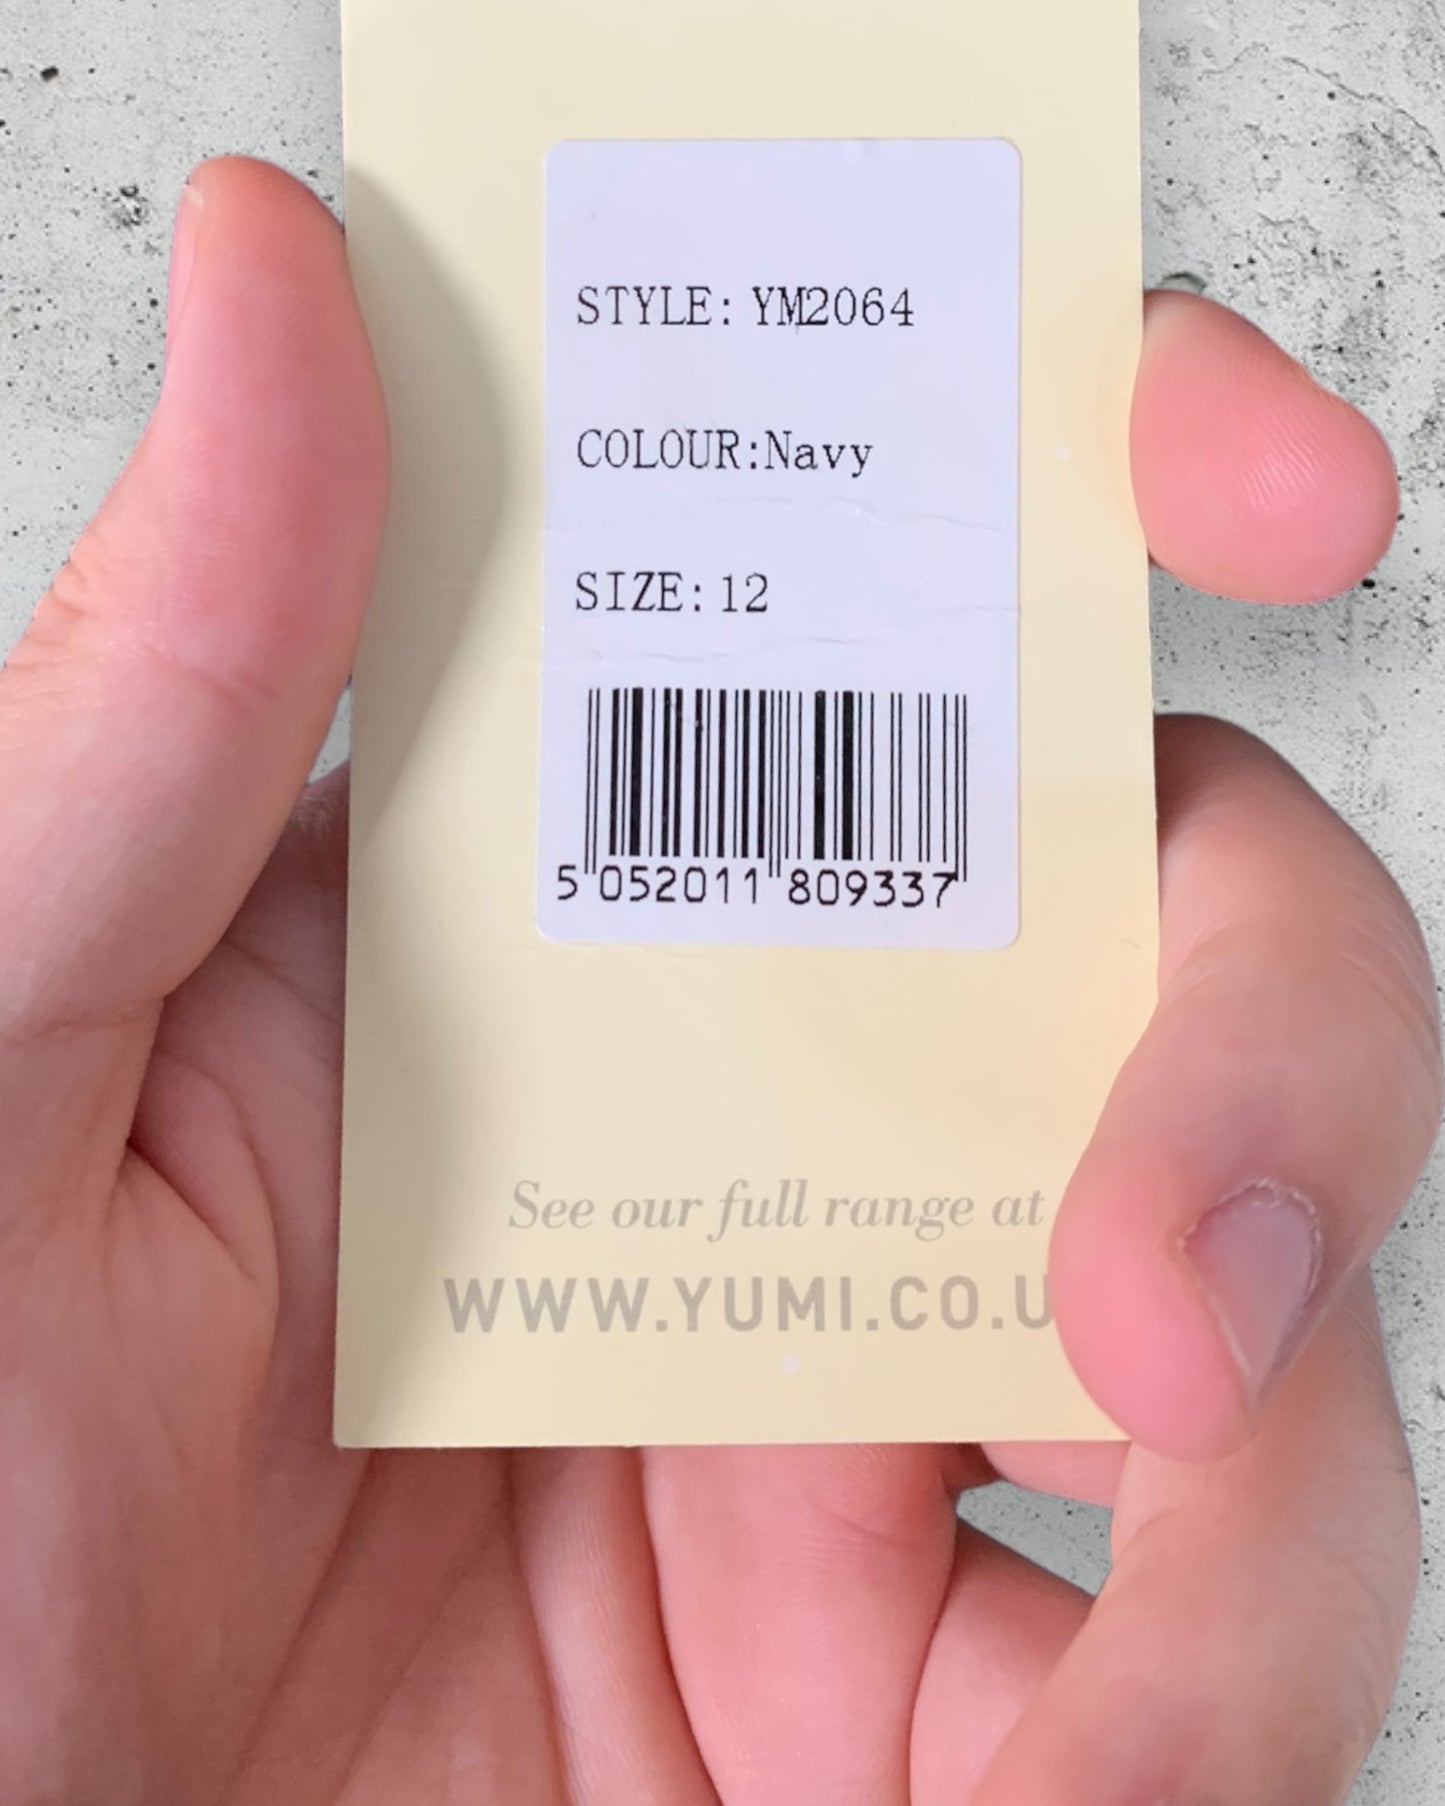 STYLE: YM2064
COLOUR:Navy
SIZE: 12
5 052011 809337
See our full range at
WWW.YUMI.CO.U